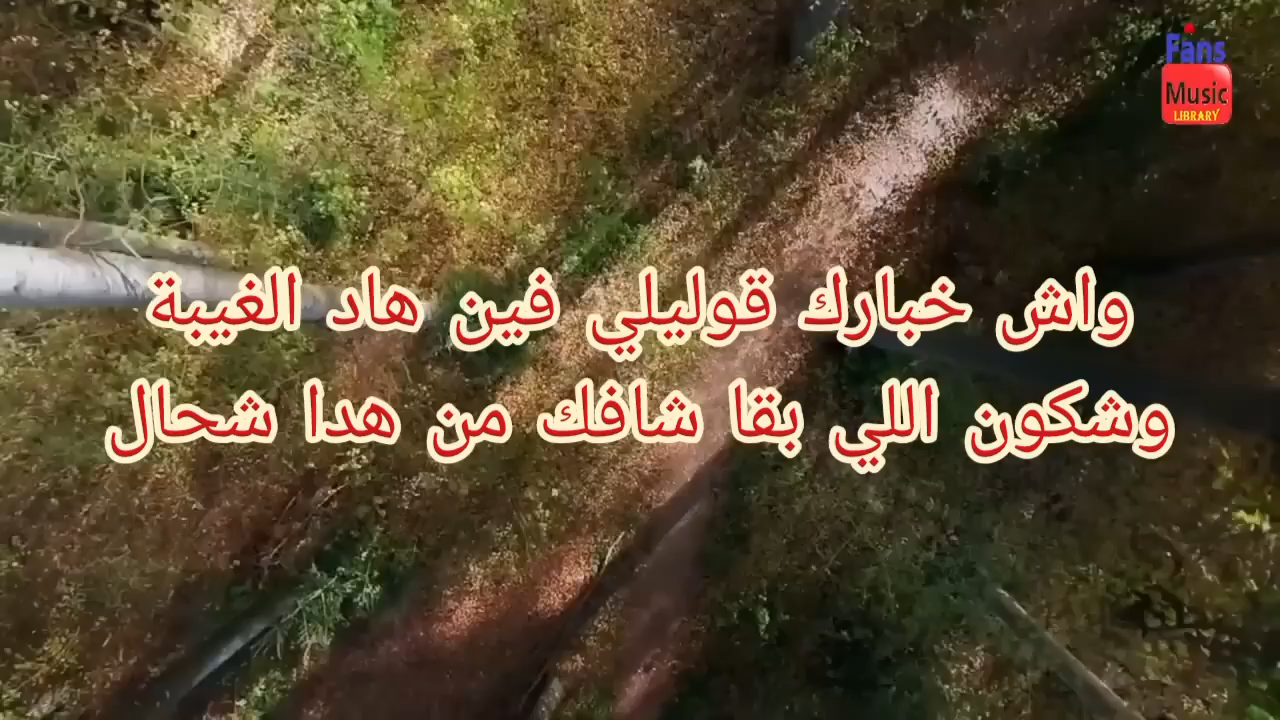 Fans
Music
LIBRARY
واش خبارك قوليلي فين هاد الغيبة
وشكون اللي بقا شافك من هدا شحال